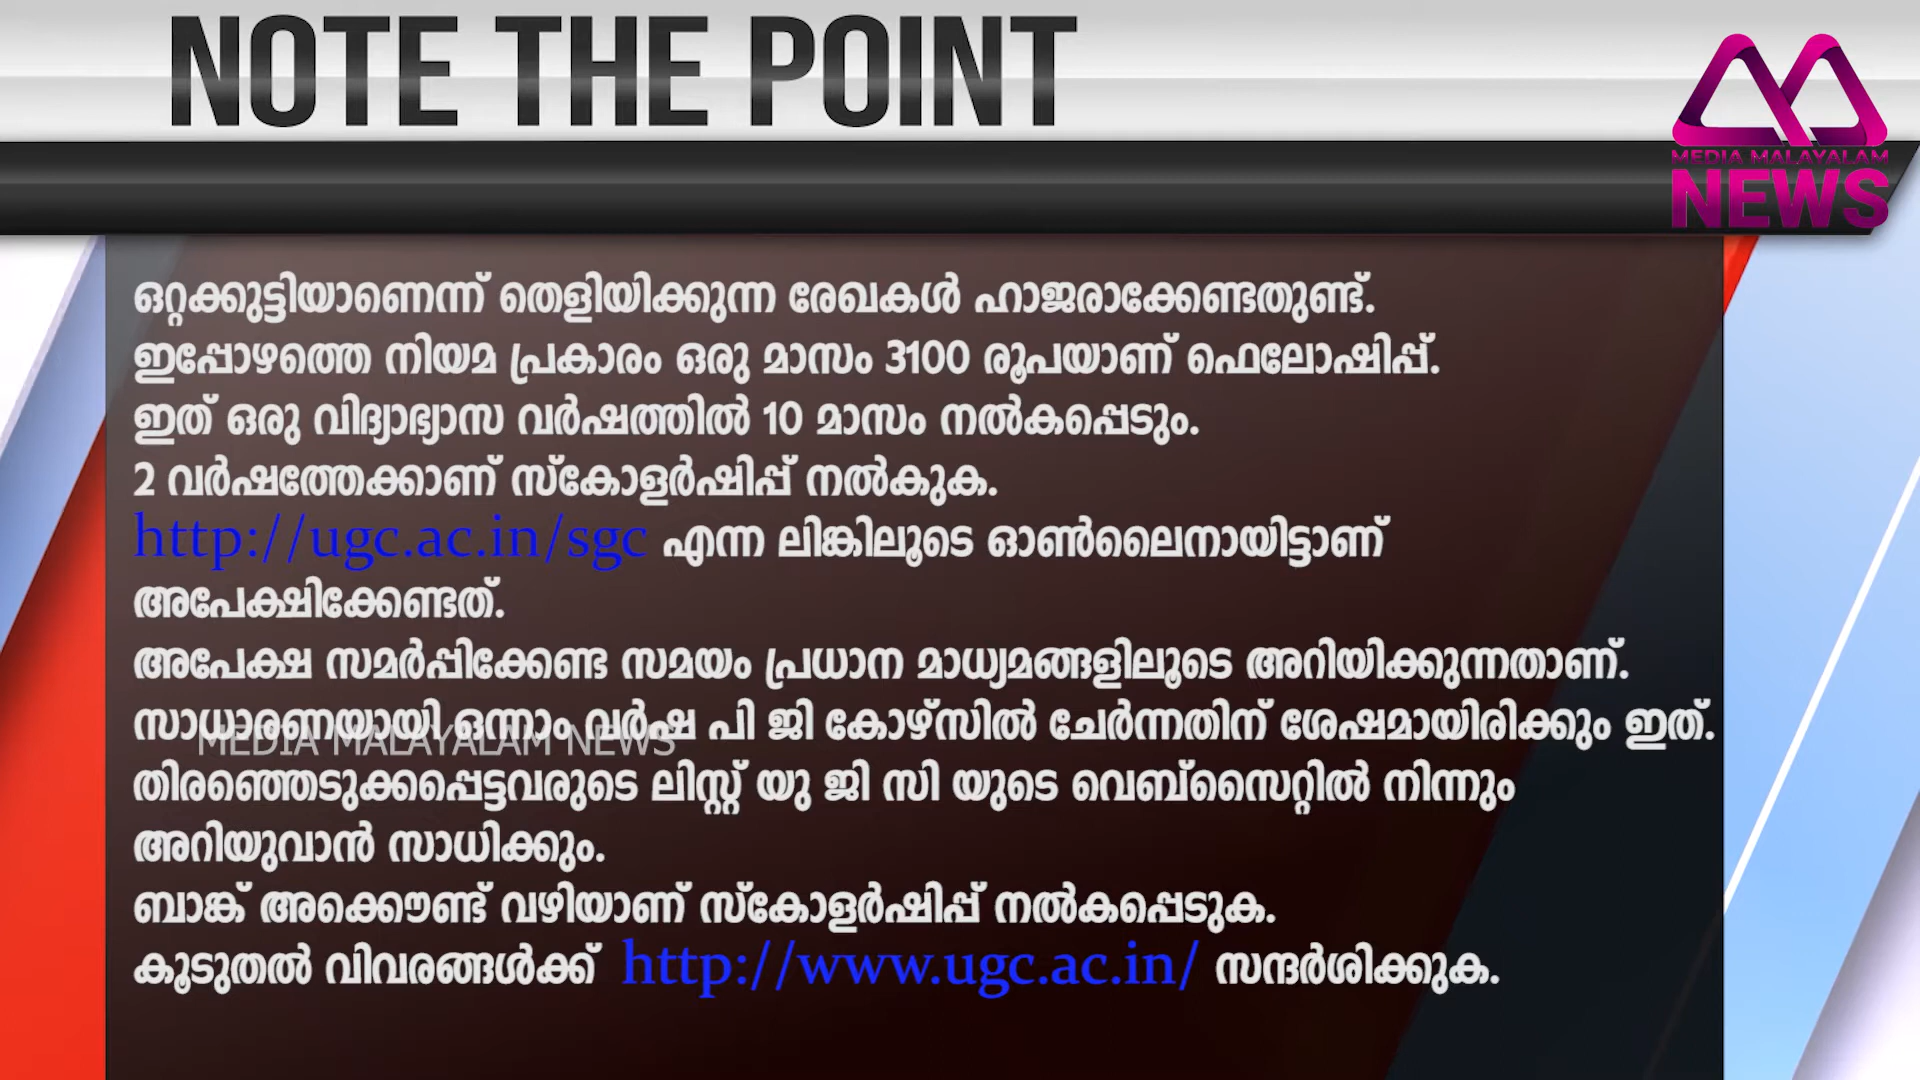 NOTE THE POINT
MEDIA MALAYALAM
NEWS
ഒറ്റക്കുട്ടിയാണെന്ന് തെളിയിക്കുന്ന രേഖകൾ ഹാജരാക്കേണ്ടതുണ്ട്.
ഇപ്പോഴത്തെ നിയമ പ്രകാരം ഒരു മാസം 3100 രൂപയാണ് ഫെലോഷിപ്പ്.
ഇത് ഒരു വിദ്യാഭ്യാസ വർഷത്തിൽ 10 മാസം നൽകപ്പെടും.
2 വർഷത്തേക്കാണ് സ്കോളർഷിപ്പ് നൽകുക.
http://ugc.ac.in/sgc എന്ന ലിങ്കിലൂടെ ഓൺലൈനായിട്ടാണ്
അപേക്ഷിക്കേണ്ടത്.
അപേക്ഷ സമർപ്പിക്കേണ്ട സമയം പ്രധാന മാധ്യമങ്ങളിലൂടെ അറിയിക്കുന്നതാണ്.
സാധാരണയായി ഒന്നാം വർഷ പി ജി കോഴ്സിൽ ചേർന്നതിന് ശേഷമായിരിക്കും ഇത്.
MEDIA MALAYALAM NEWS
തിരഞ്ഞെടുക്കപ്പെട്ടവരുടെ ലിസ്റ്റ് യു ജി സി യുടെ വെബ്സൈറ്റിൽ നിന്നും
അറിയുവാൻ സാധിക്കും.
ബാങ്ക് അക്കൌണ്ട് വഴിയാണ് സ്കോളർഷിപ്പ് നൽകപ്പെടുക.
കൂടുതൽ വിവരങ്ങൾക്ക് http://www.ugc.ac.in/ സന്ദർശിക്കുക.